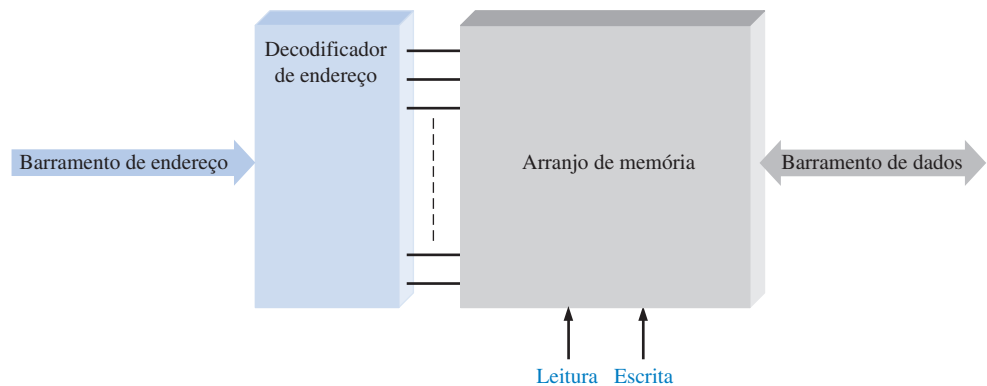 Decodificador
de endereço
Barramento de endereço
Arranjo de memória
Barramento de dados
Leitura Escrita